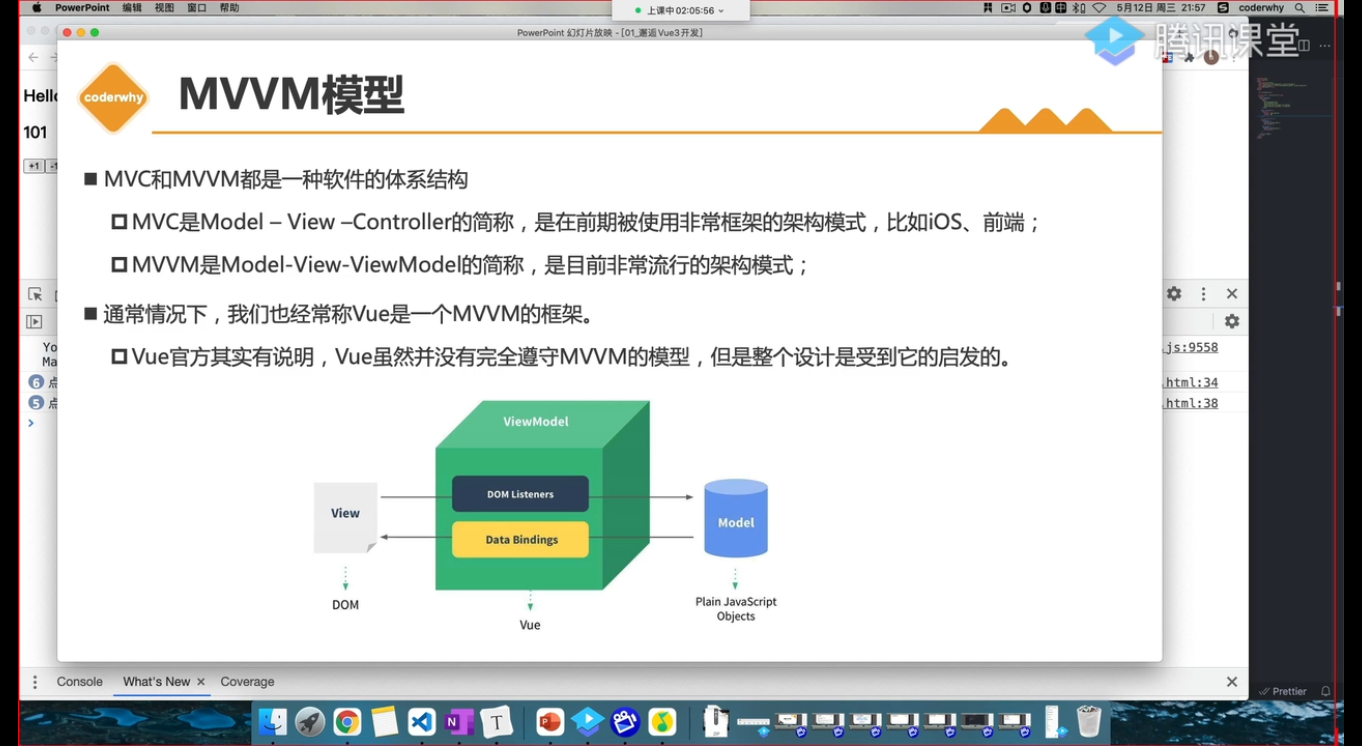 PowerPoint 编辑 视图 窗口 帮助
上课中 02:05:56
5月12日 周三 21:57 coderwhy
PowerPoint 幻灯片放映 - [01_邂逅Vue3开发]
腾讯课堂
coderwhy
MVVM模型
101
+1
MVC和MVVM都是一种软件的体系结构
MVC是Model – View –Controller的简称，是在前期被使用非常框架的架构模式，比如iOS、前端；
MVVM是Model-View-ViewModel的简称，是目前非常流行的架构模式；
通常情况下，我们也经常称Vue是一个MVVM的框架。
Vue官方其实有说明，Vue虽然并没有完全遵守MVVM的模型，但是整个设计是受到它的启发的。
.js:9558
.html:34
.html:38
6
5
ViewModel
DOM Listeners
View
Model
Data Bindings
DOM
Plain JavaScript
Objects
Vue
Console What's New Coverage
Prettier